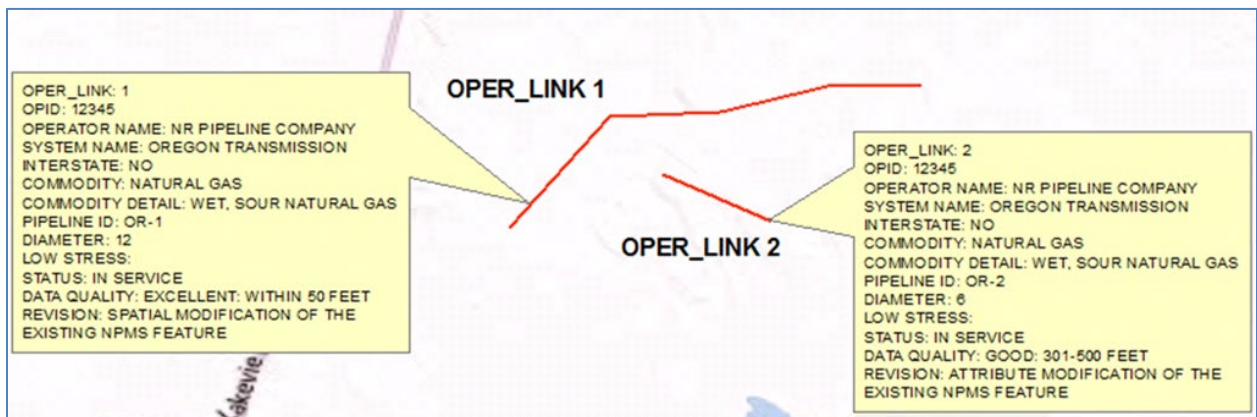 OPER_LINK: 1
OPID: 12345
OPERATOR NAME: NR PIPELINE COMPANY
SYSTEM NAME: OREGON TRANSMISSION
INTERSTATE: NO
COMMODITY: NATURAL GAS
COMMODITY DETAIL: WET, SOUR NATURAL GAS
PIPELINE ID: OR-1
DIAMETER: 12
LOW STRESS:
STATUS: IN SERVICE
DATA QUALITY: EXCELLENT: WITHIN 50 FEET
REVISION: SPATIAL MODIFICATION OF THE
EXISTING NPMS FEATURE
OPER_LINK 1
OPER_LINK 2
OPER_LINK: 2
OPID: 12345
OPERATOR NAME: NR PIPELINE COMPANY
SYSTEM NAME: OREGON TRANSMISSION
INTERSTATE: NO
COMMODITY: NATURAL GAS
COMMODITY DETAIL: WET, SOUR NATURAL GAS
PIPELINE ID: OR-2
DIAMETER: 6
LOW STRESS:
STATUS: IN SERVICE
DATA QUALITY: GOOD: 301-500 FEET
REVISION: ATTRIBUTE MODIFICATION OF THE
EXISTING NPMS FEATURE